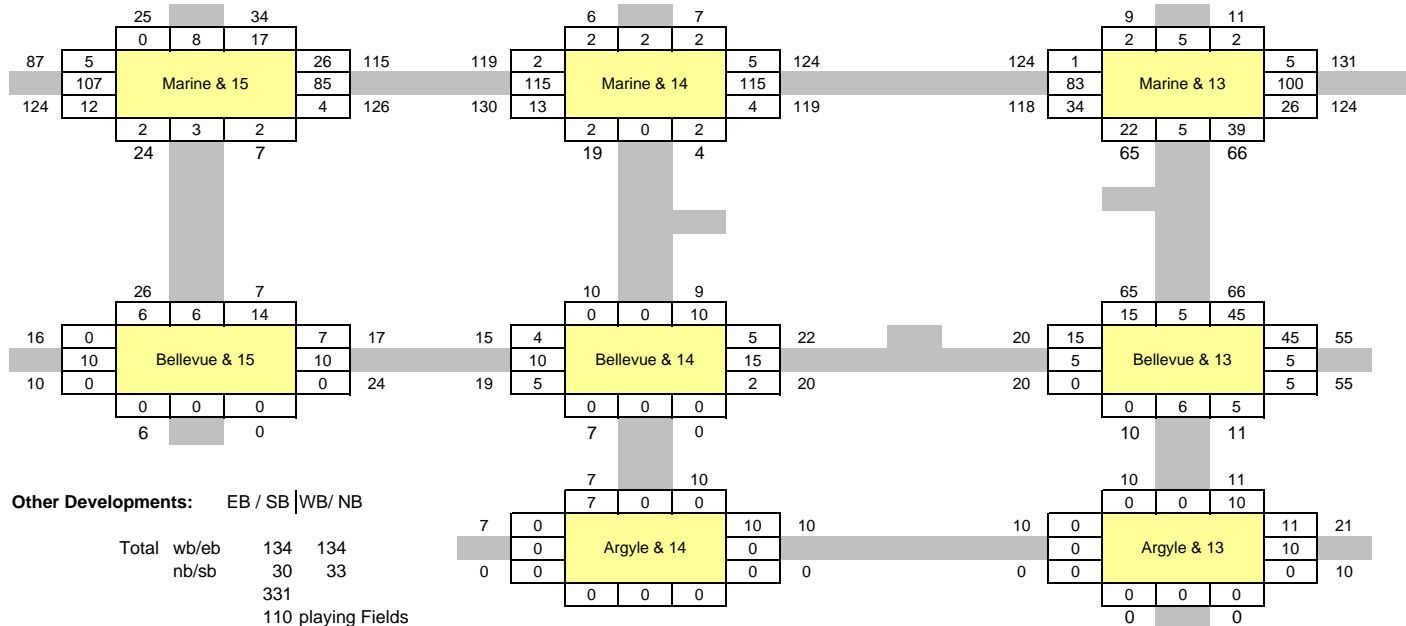 25 34 6 7 9 11
0 8 17 2 2 2 2 5 2
87 5 26 115 119 2 5 124 124 1 5 131
107 Marine & 15 85 115 Marine & 14 115 83 Marine & 13 100
124 12 4 126 130 13 4 119 118 34 26 124
2 3 2 2 0 2 22 5 39
24 7 19 4 65 66
26 7 10 9 65 66
6 6 14 0 0 10 15 5 45
16 0 7 17 15 4 5 22 20 15 45 55
10 Bellevue & 15 10 10 Bellevue & 14 15 5 Bellevue & 13 5
10 0 0 24 19 5 2 20 20 0 5 55
0 0 0 0 0 0 0 6 5
6 0 7 0 10 11
7 10 10 11
Other Developments: EB / SB WB/ NB 7 0 0 0 0 10
7 0 10 10 10 0 11 21
Total wb/eb 134 134 0 Argyle & 14 0 0 Argyle & 13 10
nb/sb 30 33 0 0 0 0 0 0 0 10
331 0 0 0 0 0 0
110 playing Fields 0 0